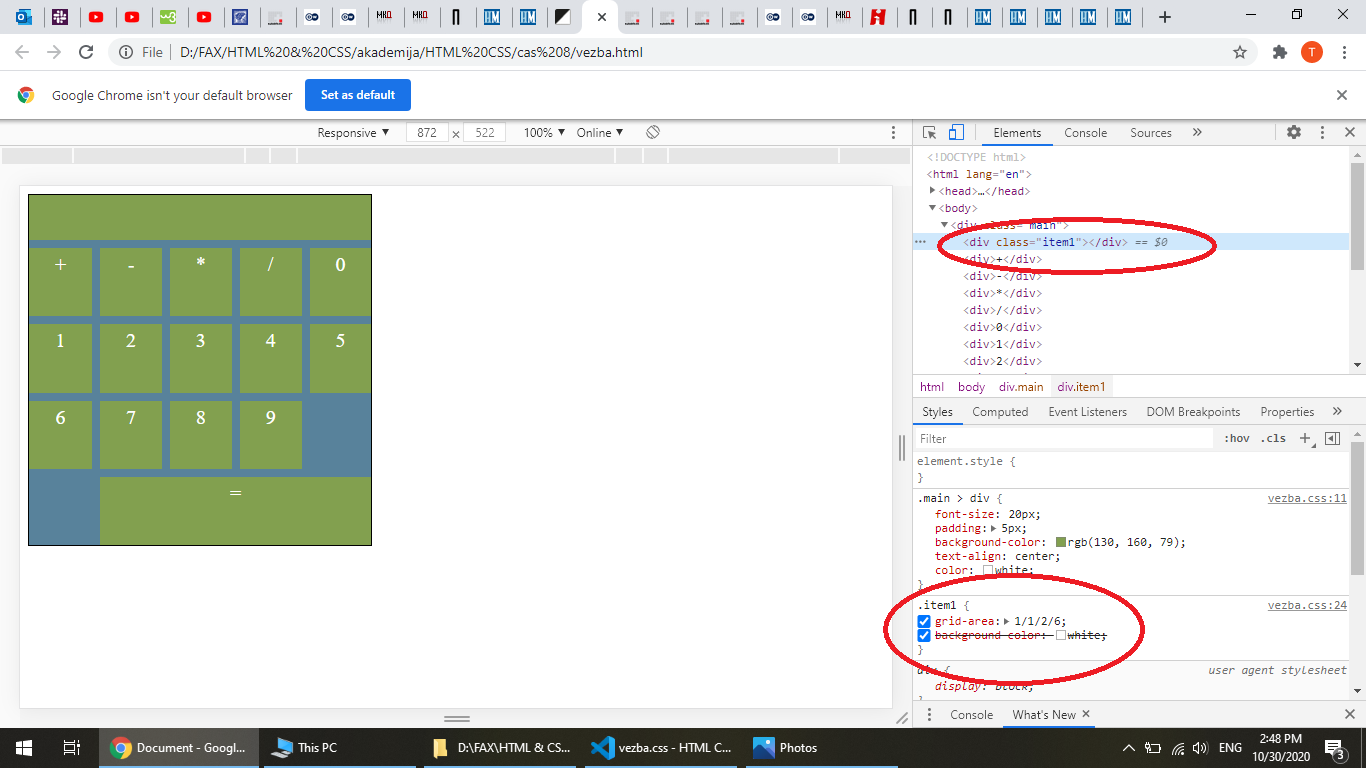 File D:/FAX/HTML%20&%20CSS/akademija/HTML%20CSS/cas%208/vezba.html
T
Google Chrome isn't your default browser
Set as default
Responsive ▼ 872 x 522 100% ▼ Online ▼
+ - * / 0
1 2 3 4 5
6 7 8 9
=
Elements Console Sources »
<!DOCTYPE html>
<html lang="en">
<head>…</head>
<body>
<div class="main">
<div class="item1"></div> == $0
<div>+</div>
<div>-</div>
<div>*</div>
<div>/</div>
<div>0</div>
<div>1</div>
<div>2</div>
html body div.main div.item1
Styles Computed Event Listeners DOM Breakpoints Properties »
Filter :hov .cls +
element.style {
}
.main > div { vezba.css:11
font-size: 20px;
padding: 5px;
background-color: rgb(130, 160, 79);
text-align: center;
color: white;
}
.item1 { vezba.css:24
grid-area: 1/1/2/6;
background-color: white;
}
div { user agent stylesheet
display: block;
Console What's New ×
Document - Googl... This PC D:\FAX\HTML & CS... vezba.css - HTML C... Photos
ENG
2:48 PM
10/30/2020
3